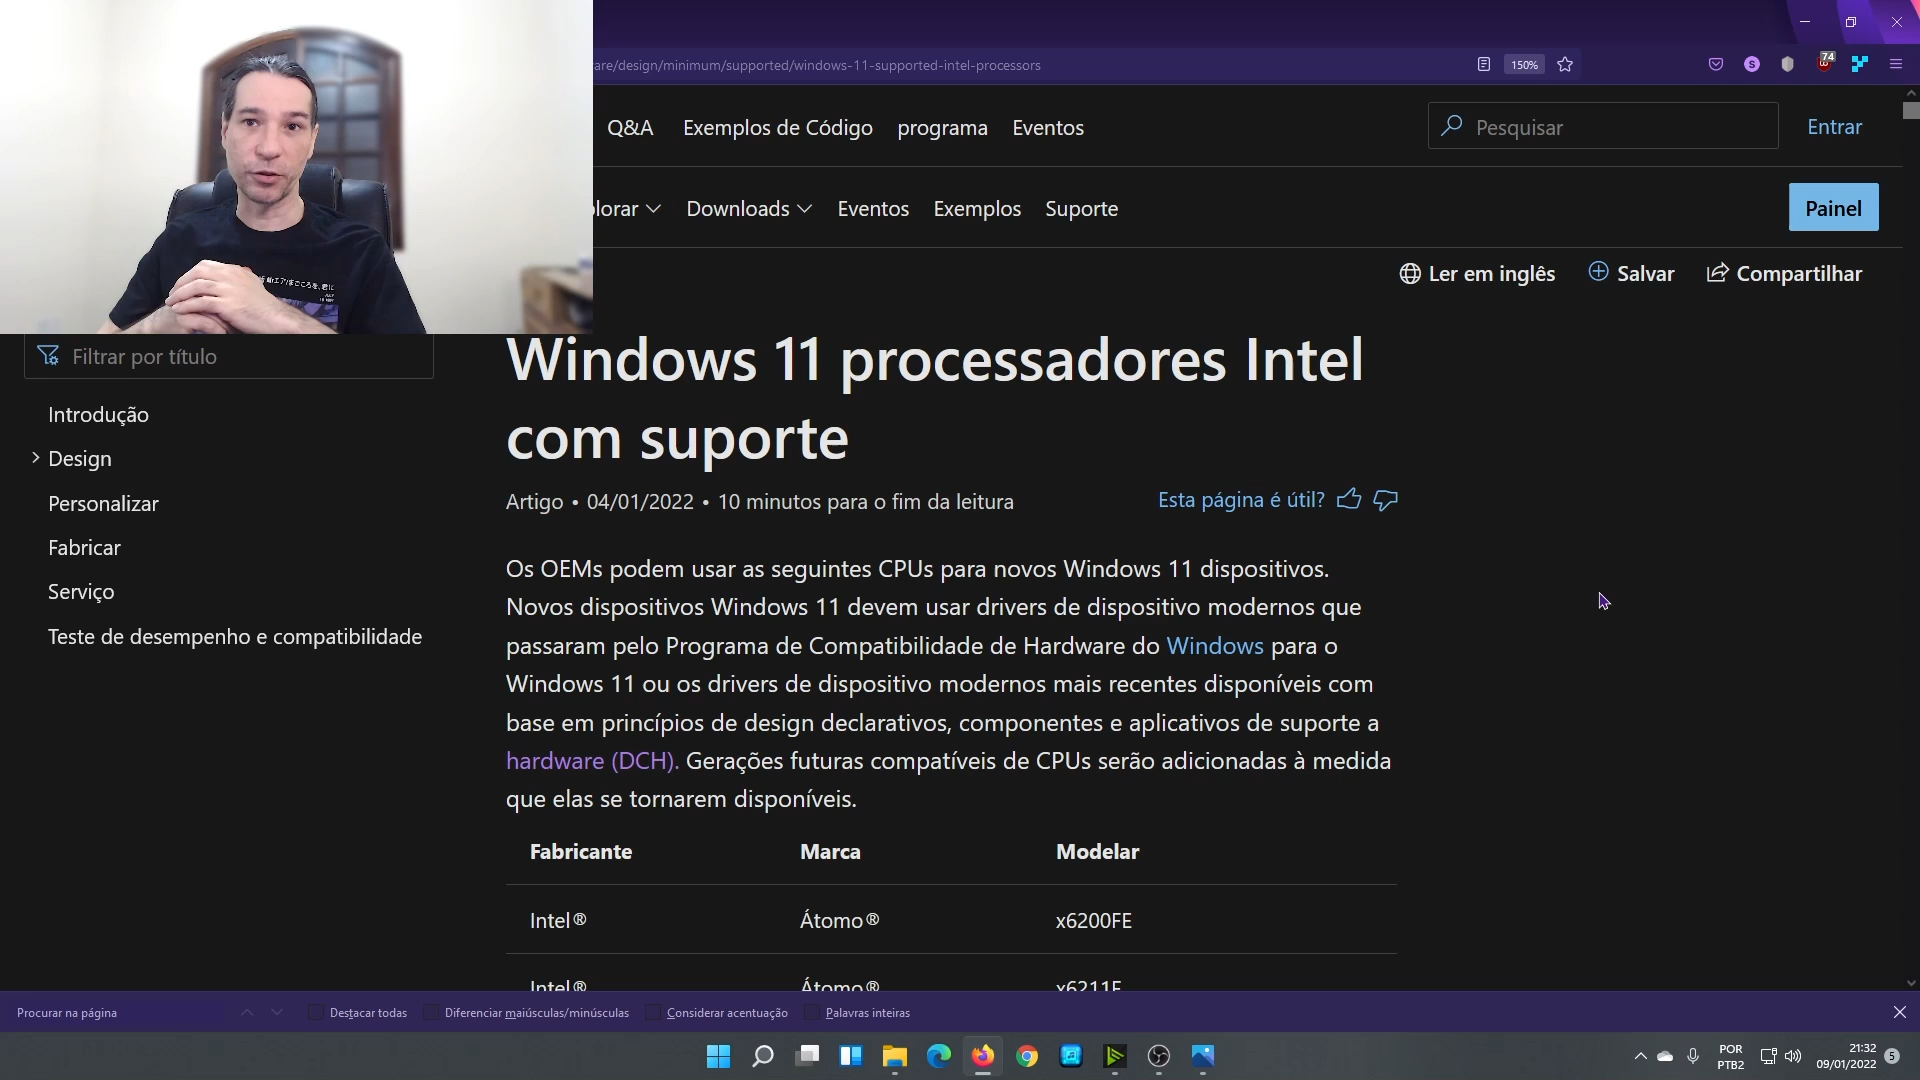 are/design/minimum/supported/windows-11-supported-intel-processors
150%
S
74
Q&A Exemplos de Código programa Eventos
Pesquisar
Entrar
plorar Downloads Eventos Exemplos Suporte
Painel
Ler em inglês Salvar Compartilhar
Filtrar por título
Introdução
Design
Personalizar
Fabricar
Serviço
Teste de desempenho e compatibilidade
Windows 11 processadores Intel
com suporte
Artigo • 04/01/2022 • 10 minutos para o fim da leitura
Esta página é útil?
Os OEMs podem usar as seguintes CPUs para novos Windows 11 dispositivos.
Novos dispositivos Windows 11 devem usar drivers de dispositivo modernos que
passaram pelo Programa de Compatibilidade de Hardware do Windows para o
Windows 11 ou os drivers de dispositivo modernos mais recentes disponíveis com
base em princípios de design declarativos, componentes e aplicativos de suporte a
hardware (DCH). Gerações futuras compatíveis de CPUs serão adicionadas à medida
que elas se tornarem disponíveis.
Fabricante Marca Modelar
Intel® Átomo® x6200FE
Intel® Átomo® x6211E
Procurar na página Destacar todas Diferenciar maiúsculas/minúsculas Considerar acentuação Palavras inteiras
POR
PTB2
21:32
09/01/2022
5